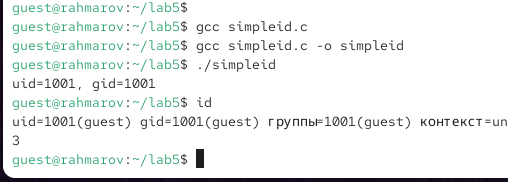 guest@rahmarov:~/lab5$
guest@rahmarov:~/lab5$ gcc simpleid.c
guest@rahmarov:~/lab5$ gcc simpleid.c -o simpleid
guest@rahmarov:~/lab5$ ./simpleid
uid=1001, gid=1001
guest@rahmarov:~/lab5$ id
uid=1001(guest) gid=1001(guest) группы=1001(guest) контекст=un
3
guest@rahmarov:~/lab5$